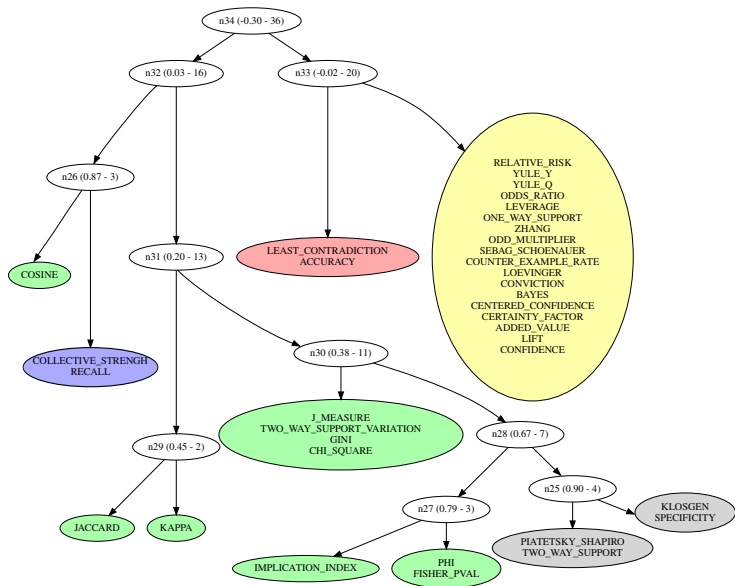 n34 (-0.30 - 36)
n32 (0.03 - 16)
n33 (-0.02 - 20)
n26 (0.87 - 3)
RELATIVE_RISK
YULE_Y
YULE_Q
ODDS_RATIO
LEVERAGE
ONE_WAY_SUPPORT
ZHANG
ODD_MULTIPLIER
SEBAG_SCHOENAUER
COUNTER_EXAMPLE_RATE
LOEVINGER
CONVICTION
BAYES
CENTERED_CONFIDENCE
CERTAINTY_FACTOR
ADDED_VALUE
LIFT
CONFIDENCE
COSINE
n31 (0.20 - 13)
LEAST_CONTRADICTION
ACCURACY
COLLECTIVE_STRENGH
RECALL
n30 (0.38 - 11)
J_MEASURE
TWO_WAY_SUPPORT_VARIATION
GINI
CHI_SQUARE
n29 (0.45 - 2)
n28 (0.67 - 7)
n27 (0.79 - 3)
n25 (0.90 - 4)
KLOSGEN
SPECIFICITY
JACCARD
KAPPA
PIATETSKY_SHAPIRO
TWO_WAY_SUPPORT
IMPLICATION_INDEX
PHI
FISHER_PVAL